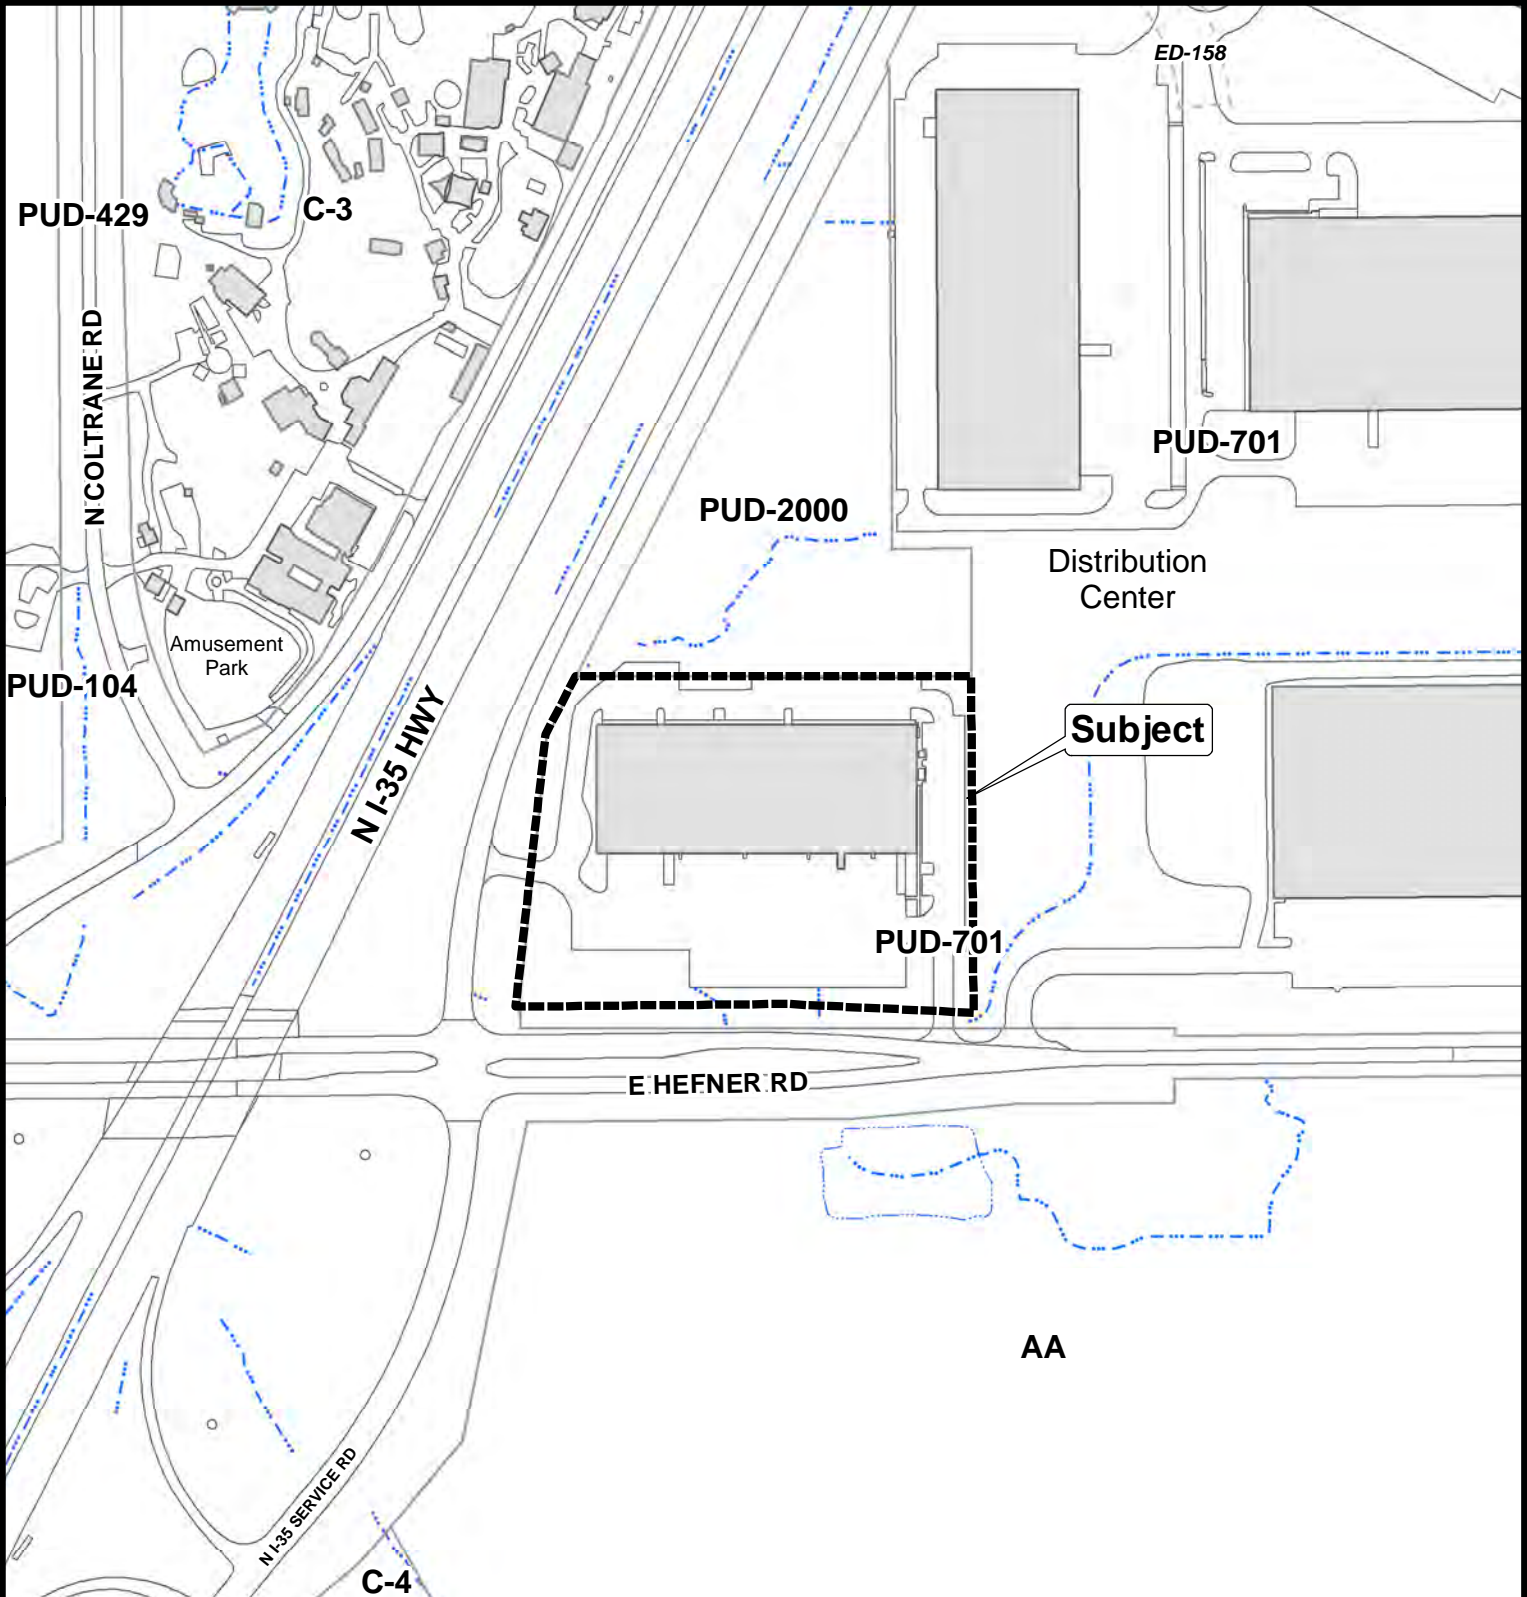 ED-158
PUD-429
C-3
N COLTRANE RD
PUD-701
PUD-2000
Distribution
Center
Amusement
Park
PUD-104
Subject
N I-35 HWY
PUD-701
E HEFNER RD
AA
N I-35 SERVICE RD
C-4